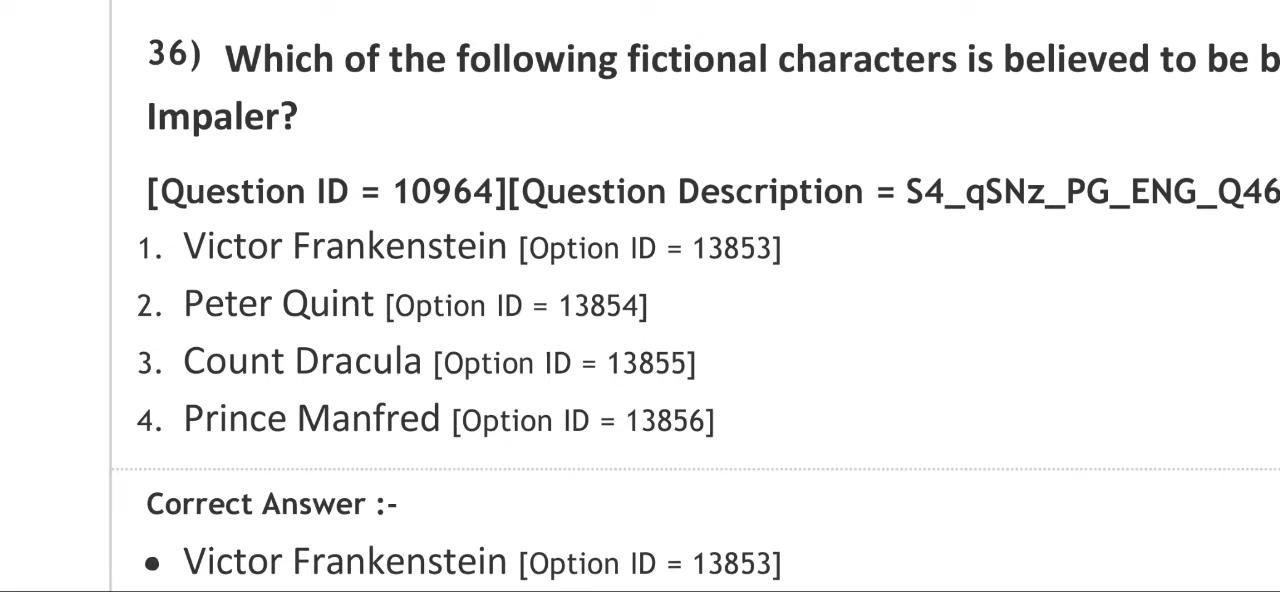 36) Which of the following fictional characters is believed to be b
Impaler?
[Question ID = 10964][Question Description = S4_qSNz_PG_ENG_Q46
1. Victor Frankenstein [Option ID = 13853]
2. Peter Quint [Option ID = 13854]
3. Count Dracula [Option ID = 13855]
4. Prince Manfred [Option ID = 13856]
Correct Answer :-
• Victor Frankenstein [Option ID = 13853]